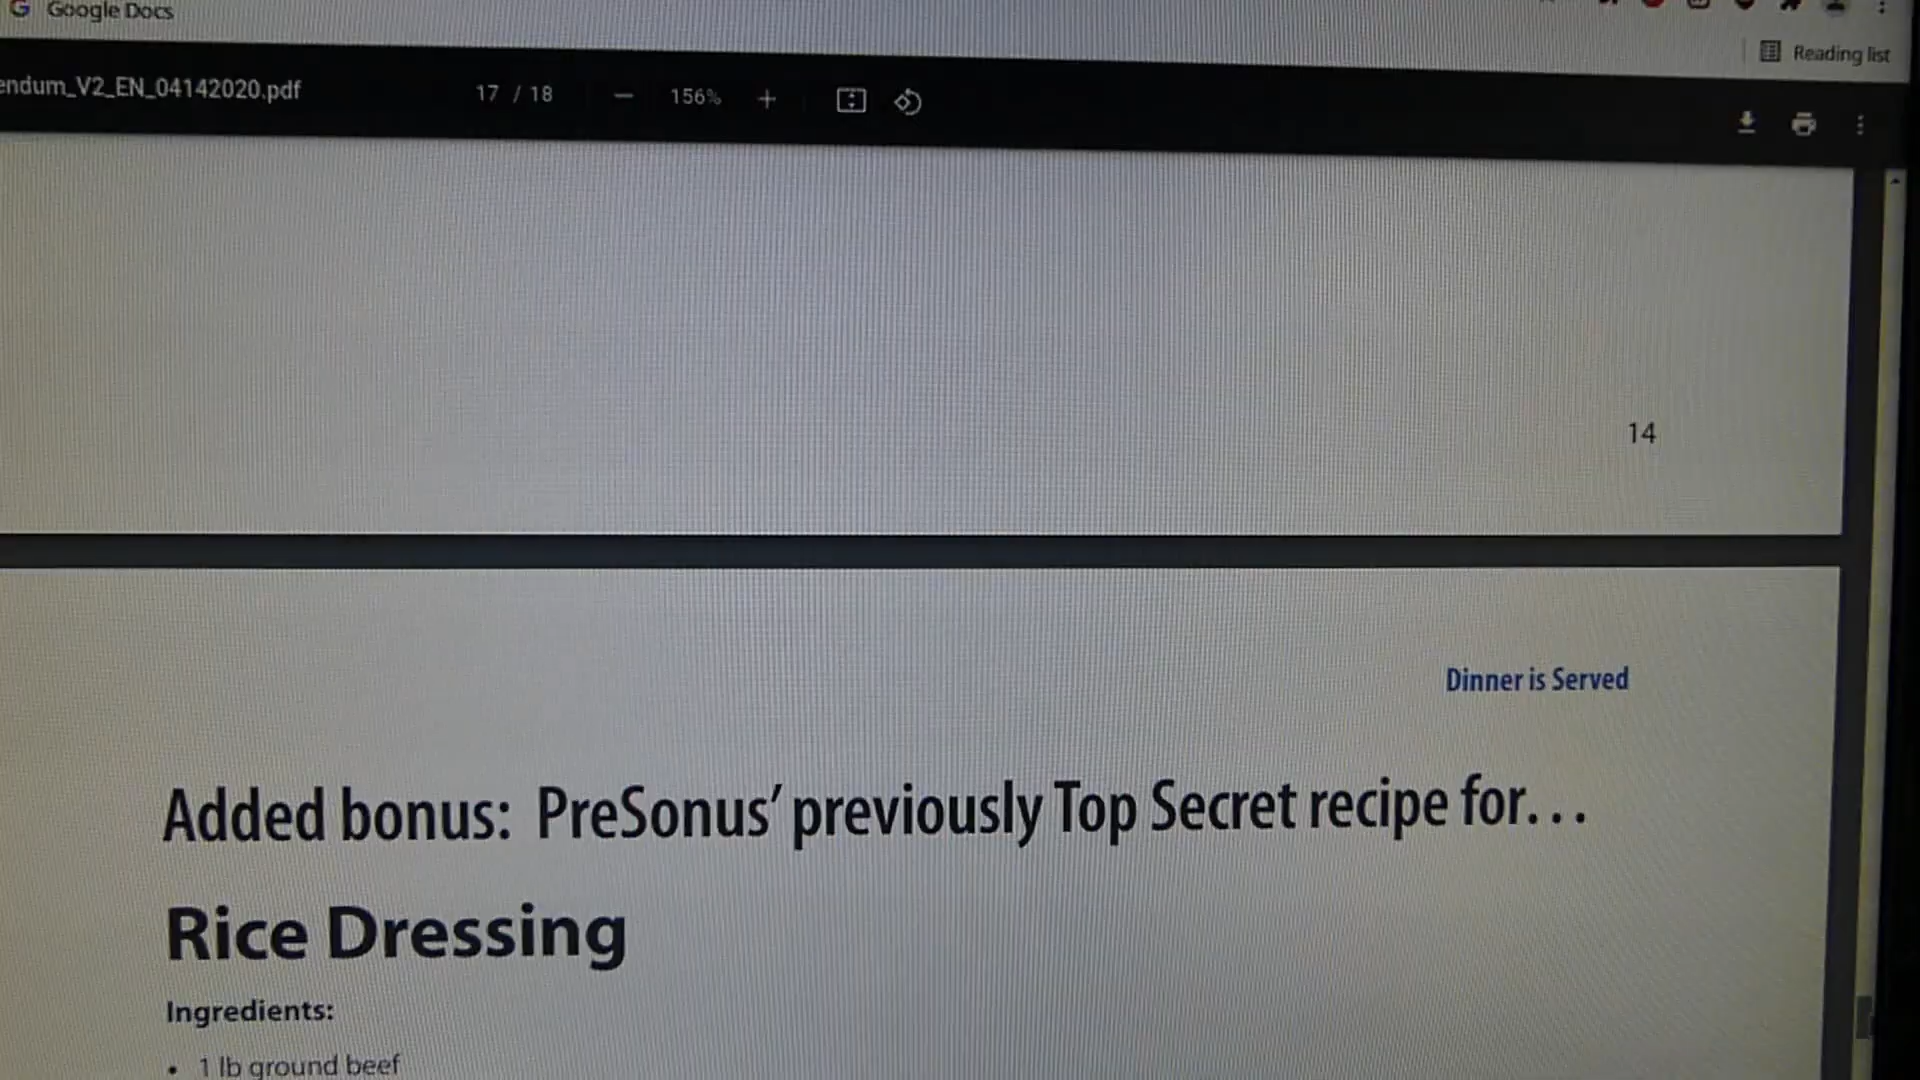 Google Docs
Reading list
endum_V2_EN_04142020.pdf
17 / 18
156%
14
Dinner is Served
Added bonus: PreSonus' previously Top Secret recipe for...
Rice Dressing
Ingredients:
• 1 lb ground beef